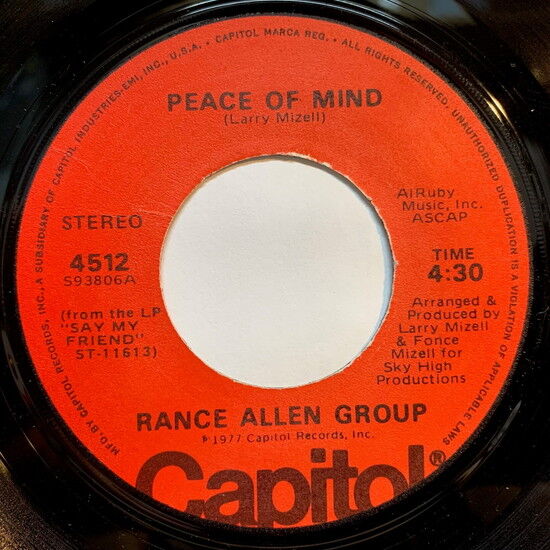 MFG. BY CAPITOL RECORDS, INC., A SUBSIDIARY OF CAPITOL INDUSTRIES-EMI, INC., U.S.A. • CAPITOL MARCA REG. • ALL RIGHTS RESERVED. UNAUTHORIZED DUPLICATION IS A VIOLATION OF APPLICABLE LAWS
PEACE OF MIND
(Larry Mizell)
STEREO
4512
S93806A
(from the LP
"SAY MY
FRIEND"
ST-11613)
AlRuby
Music, Inc.
ASCAP
TIME
4:30
Arranged &
Produced by
Larry Mizell
& Fonce
Mizell for
Sky High
Productions
RANCE ALLEN GROUP
℗1977 Capitol Records, Inc.
Capitol®